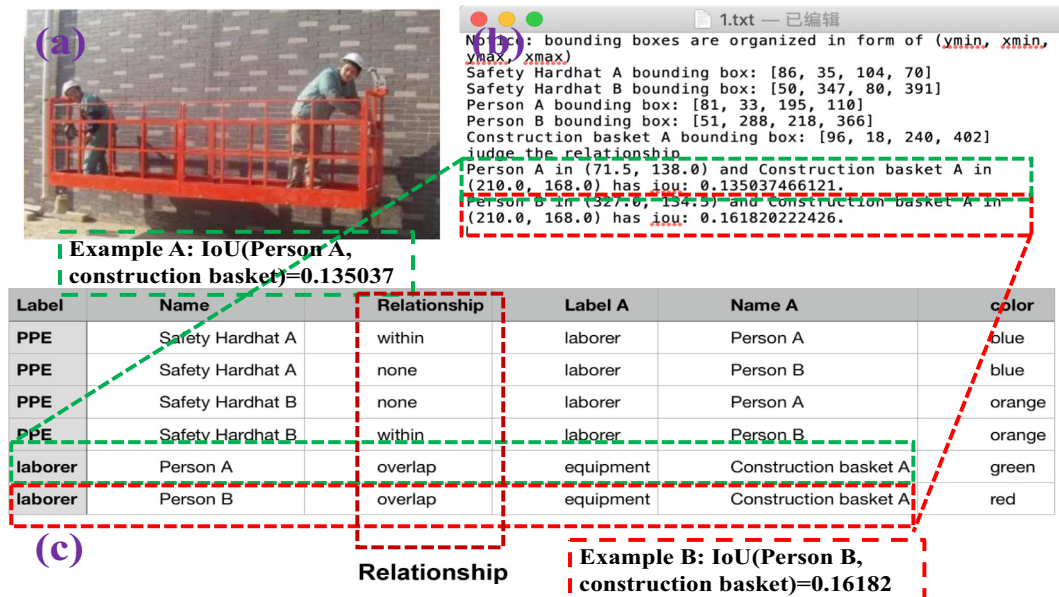 (a)
(b)
1.txt — 已编辑
Notice: bounding boxes are organized in form of (ymin, xmin,
ymax, xmax)
Safety Hardhat A bounding box: [86, 35, 104, 70]
Safety Hardhat B bounding box: [50, 347, 80, 391]
Person A bounding box: [81, 33, 195, 110]
Person B bounding box: [51, 288, 218, 366]
Construction basket A bounding box: [96, 18, 240, 402]
judge the relationship
Person A in (71.5, 138.0) and Construction basket A in
(210.0, 168.0) has iou: 0.135037466121.
Person B in (327.0, 134.5) and Construction basket A in
(210.0, 168.0) has iou: 0.161820222426.
Example A: IoU(Person A,
construction basket)=0.135037
Label Name Relationship Label A Name A color
PPE Safety Hardhat A within laborer Person A blue
PPE Safety Hardhat A none laborer Person B blue
PPE Safety Hardhat B none laborer Person A orange
PPE Safety Hardhat B within laborer Person B orange
laborer Person A overlap equipment Construction basket A green
laborer Person B overlap equipment Construction basket A red
(c)
Relationship
Example B: IoU(Person B,
construction basket)=0.16182